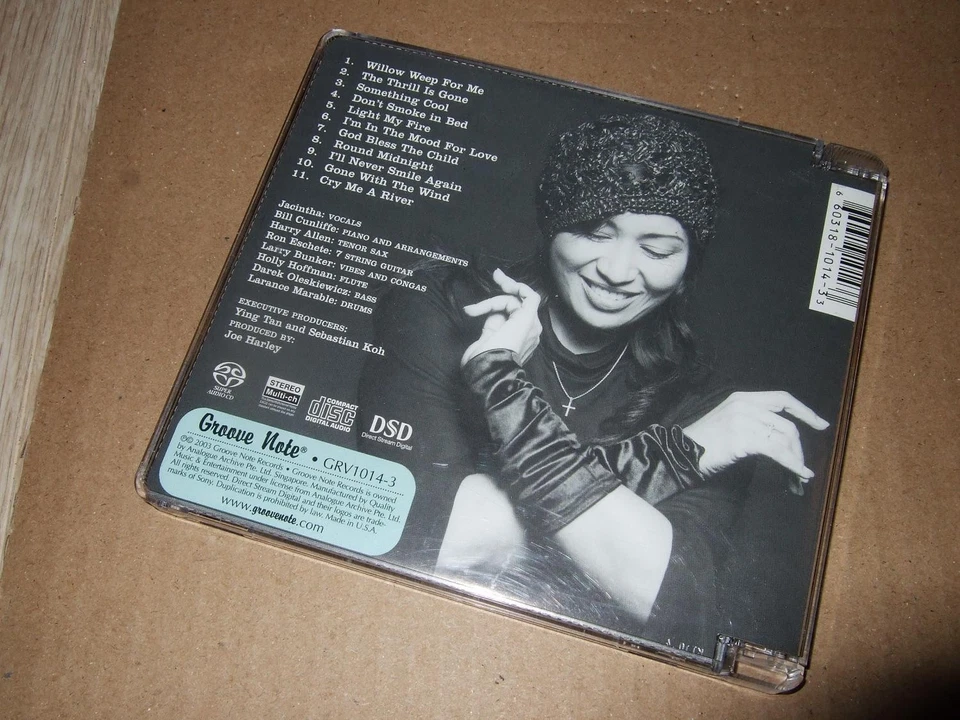 1. Willow Weep For Me
2. The Thrill Is Gone
3. Something Cool
4. Don't Smoke in Bed
5. Light My Fire
6. I'm In The Mood For Love
7. God Bless The Child
8. Round Midnight
9. I'll Never Smile Again
10. Gone With The Wind
11. Cry Me A River
Jacintha: VOCALS
Bill Cunliffe: PIANO AND ARRANGEMENTS
Harry Allen: TENOR SAX
Ron Eschete: 7 STRING GUITAR
Larry Bunker: VIBES AND CONGAS
Holly Hoffman: FLUTE
Darek Oleskiewicz: BASS
Larance Marable: DRUMS
EXECUTIVE PRODUCERS:
Ying Tan and Sebastian Koh
PRODUCED BY:
Joe Harley
SUPER
AUDIO CD
STEREO
Multi-ch
COMPACT
disc
DIGITAL AUDIO
DSD
Direct Stream Digital
Groove Note® • GRV1014-3
℗© 2003 Groove Note Records • Groove Note Records is owned
by Analogue Archive Pte. Ltd. Singapore. Manufactured by Quality
Music & Entertainment under license from Analogue Archive Pte. Ltd.
All rights reserved. Direct Stream Digital and their logos are trade-
marks of Sony. Duplication is prohibited by law. Made in U.S.A.
www.groovenote.com
6 60318-1014-3 3